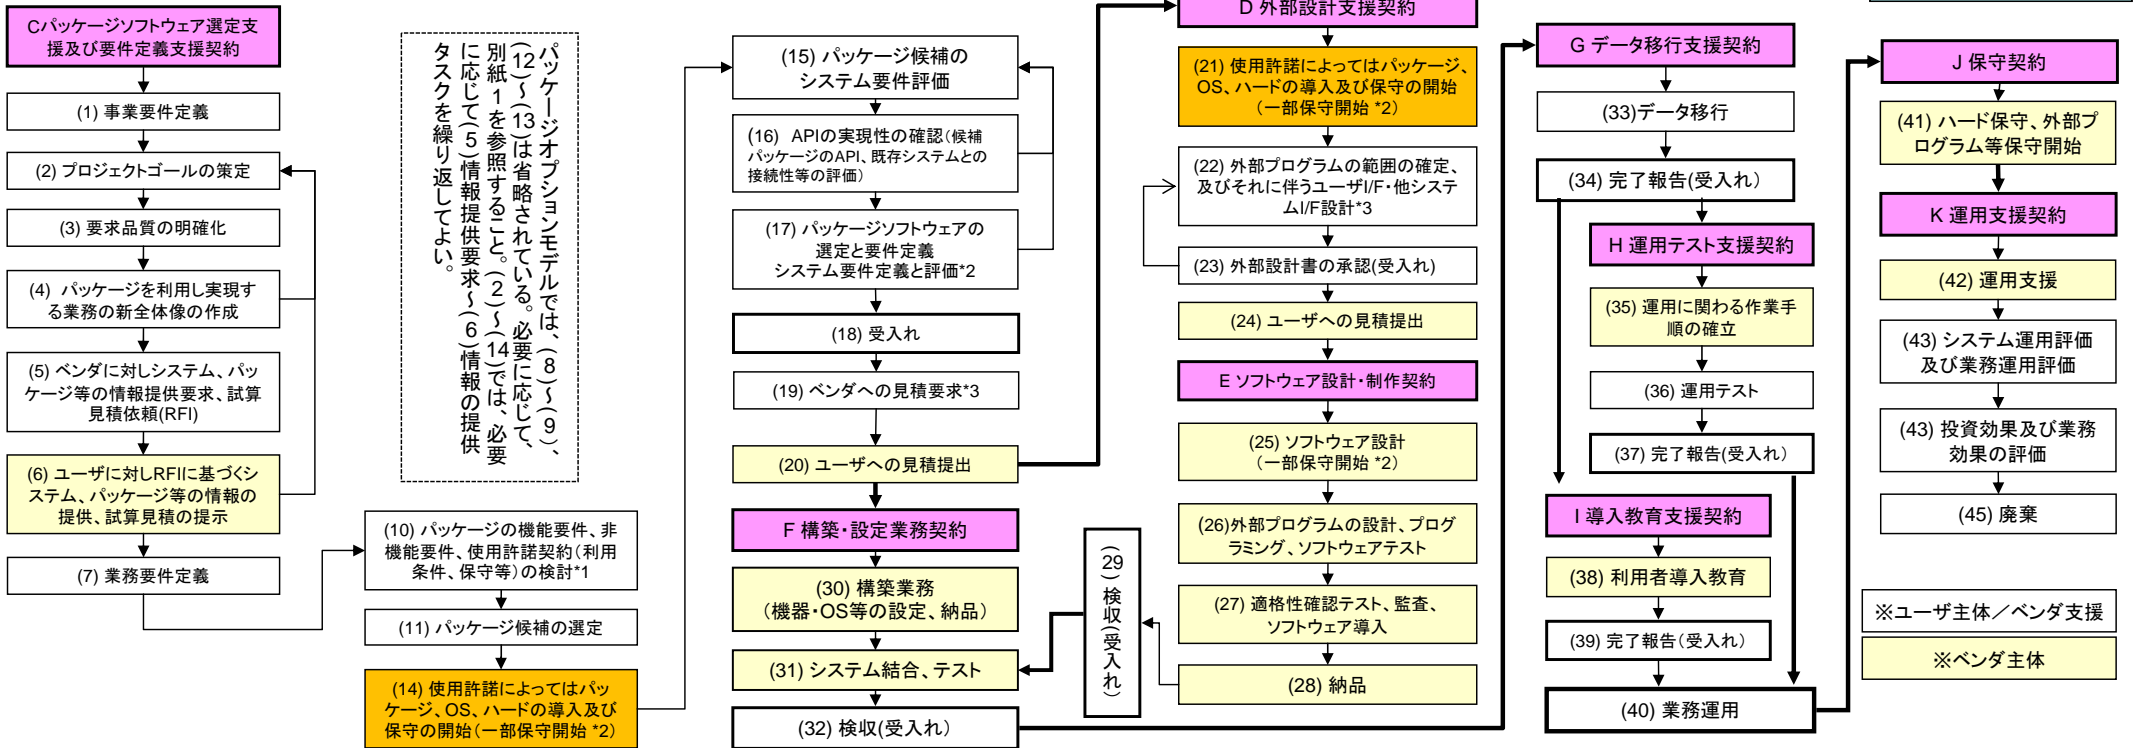 Cパッケージソフトウェア選定支
援及び要件定義支援契約
(1) 事業要件定義
(2) プロジェクトゴールの策定
(3) 要求品質の明確化
(4) パッケージを利用し実現す
る業務の新全体像の作成
(5) ベンダに対しシステム、パッ
ケージ等の情報提供要求、試算
見積依頼(RFI)
(6) ユーザに対しRFIに基づくシ
ステム、パッケージ等の情報の
提供、試算見積の提示
(7) 業務要件定義
パッケージオプションモデルでは、(8)～(9)、
(12)～(13)は省略されている。必要に応じて、
別紙1を参照すること。(2)～(14)では、必要
に応じて(5)情報提供要求～(6)情報の提供
タスクを繰り返してよい。
(10) パッケージの機能要件、非
機能要件、使用許諾契約(利用
条件、保守等)の検討*1
(11) パッケージ候補の選定
(14) 使用許諾によってはパッ
ケージ、OS、ハードの導入及び
保守の開始(一部保守開始 *2)
(15) パッケージ候補の
システム要件評価
(16) APIの実現性の確認(候補
パッケージのAPI、既存システムとの
接続性等の評価)
(17) パッケージソフトウェアの
選定と要件定義
システム要件定義と評価*2
(18) 受入れ
(19) ベンダへの見積要求*3
(20) ユーザへの見積提出
F 構築・設定業務契約
(30) 構築業務
(機器・OS等の設定、納品)
(31) システム結合、テスト
(32) 検収(受入れ)
(29) 検収(受入れ)
D 外部設計支援契約
(21) 使用許諾によってはパッケージ、
OS、ハードの導入及び保守の開始
(一部保守開始 *2)
(22) 外部プログラムの範囲の確定、
及びそれに伴うユーザI/F・他システ
ムI/F設計*3
(23) 外部設計書の承認(受入れ)
(24) ユーザへの見積提出
E ソフトウェア設計・制作契約
(25) ソフトウェア設計
(一部保守開始 *2)
(26)外部プログラムの設計、プログ
ラミング、ソフトウェアテスト
(27) 適格性確認テスト、監査、
ソフトウェア導入
(28) 納品
G データ移行支援契約
(33)データ移行
(34) 完了報告(受入れ)
H 運用テスト支援契約
(35) 運用に関わる作業手
順の確立
(36) 運用テスト
(37) 完了報告(受入れ)
I 導入教育支援契約
(38) 利用者導入教育
(39) 完了報告(受入れ)
(40) 業務運用
J 保守契約
(41) ハード保守、外部プ
ログラム等保守開始
K 運用支援契約
(42) 運用支援
(43) システム運用評価
及び業務運用評価
(43) 投資効果及び業務
効果の評価
(45) 廃棄
※ユーザ主体／ベンダ支援
※ベンダ主体